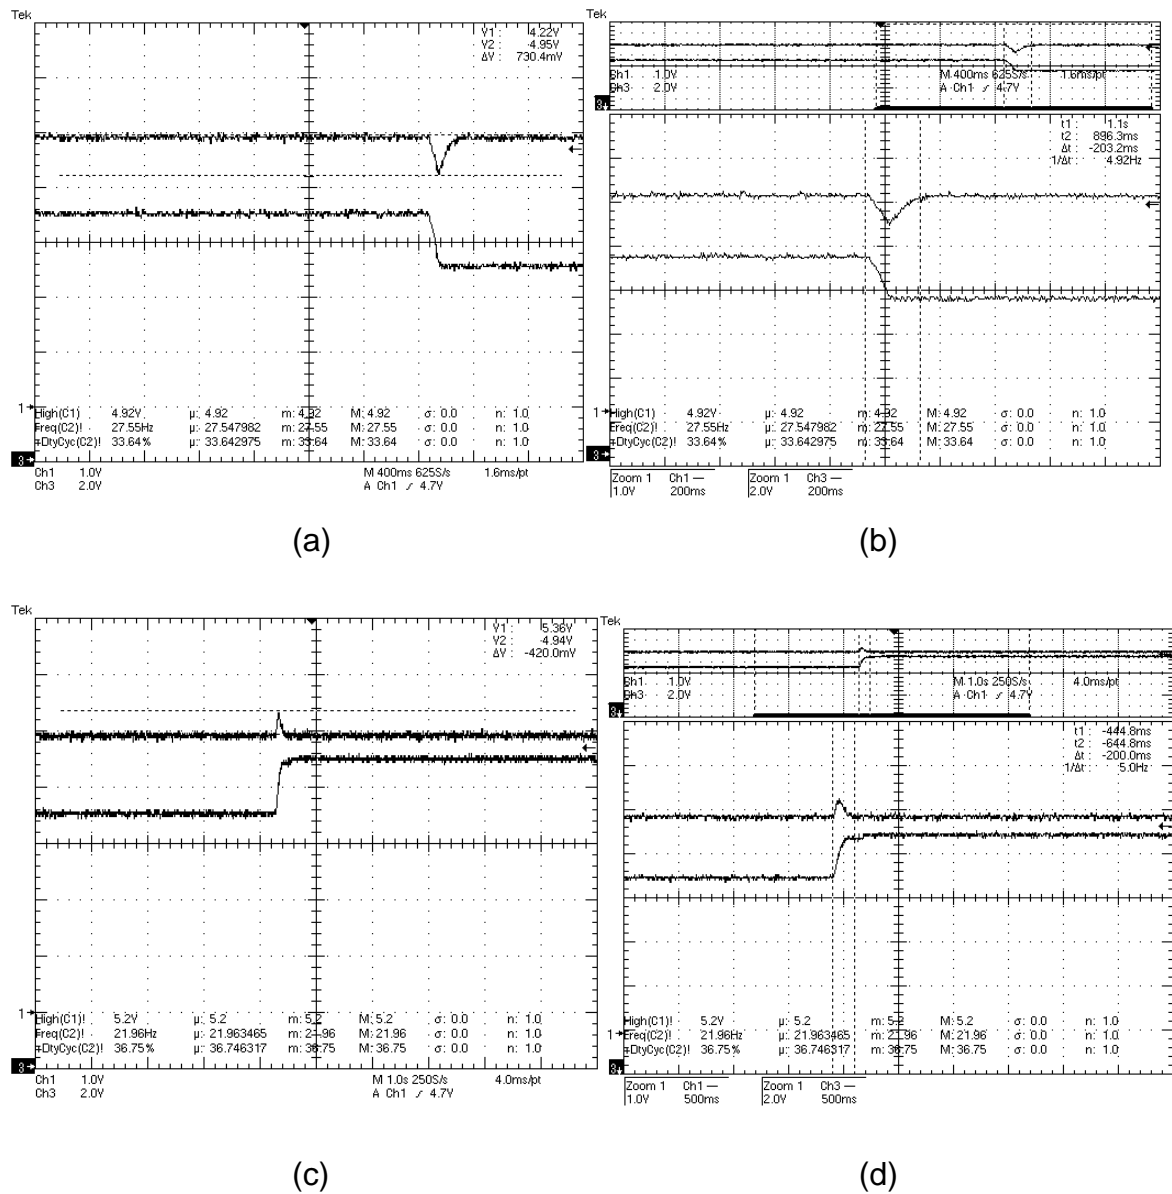 Tek
V1 : 4.22V
V2 : 4.95V
ΔV : 730.4mV
1
High(C1) 4.92V µ: 4.92 m: 4.92 M: 4.92 σ: 0.0 n: 1.0
Freq(C2)! 27.55Hz µ: 27.547982 m: 27.55 M: 27.55 σ: 0.0 n: 1.0
+DtyCyc(C2)! 33.64% µ: 33.642975 m: 33.64 M: 33.64 σ: 0.0 n: 1.0
3
Ch1 1.0V M 400ms 625S/s 1.6ms/pt
Ch3 2.0V A Ch1 ⁄ 4.7V
(a)
Tek
Ch1 1.0V M 400ms 625S/s 1.6ms/pt
Ch3 2.0V A Ch1 ⁄ 4.7V
3
t1 : 1.1s
t2 : 896.3ms
Δt : -203.2ms
1/Δt : 4.92Hz
1
High(C1) 4.92V µ: 4.92 m: 4.92 M: 4.92 σ: 0.0 n: 1.0
Freq(C2)! 27.55Hz µ: 27.547982 m: 27.55 M: 27.55 σ: 0.0 n: 1.0
+DtyCyc(C2)! 33.64% µ: 33.642975 m: 33.64 M: 33.64 σ: 0.0 n: 1.0
3
Zoom 1 Ch1 — Zoom 1 Ch3 —
1.0V 200ms 2.0V 200ms
(b)
Tek
V1 : 5.36V
V2 : 4.94V
ΔV : -420.0mV
1
High(C1)! 5.2V µ: 5.2 m: 5.2 M: 5.2 σ: 0.0 n: 1.0
Freq(C2)! 21.96Hz µ: 21.963465 m: 21.96 M: 21.96 σ: 0.0 n: 1.0
+DtyCyc(C2)! 36.75% µ: 36.746317 m: 36.75 M: 36.75 σ: 0.0 n: 1.0
3
Ch1 1.0V M 1.0s 250S/s 4.0ms/pt
Ch3 2.0V A Ch1 ⁄ 4.7V
(c)
Tek
Ch1 1.0V M 1.0s 250S/s 4.0ms/pt
Ch3 2.0V A Ch1 ⁄ 4.7V
3
t1 : -444.8ms
t2 : -644.8ms
Δt : -200.0ms
1/Δt : 5.0Hz
1
High(C1)! 5.2V µ: 5.2 m: 5.2 M: 5.2 σ: 0.0 n: 1.0
Freq(C2)! 21.96Hz µ: 21.963465 m: 21.96 M: 21.96 σ: 0.0 n: 1.0
+DtyCyc(C2)! 36.75% µ: 36.746317 m: 36.75 M: 36.75 σ: 0.0 n: 1.0
3
Zoom 1 Ch1 — Zoom 1 Ch3 —
1.0V 500ms 2.0V 500ms
(d)